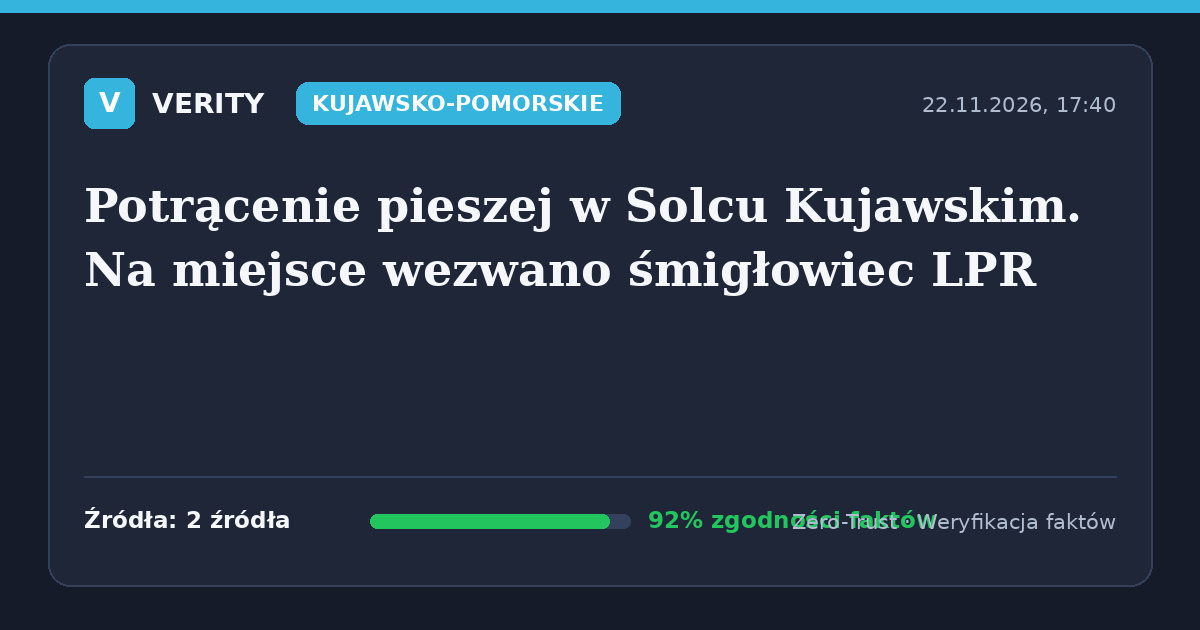 V VERITY KUJAWSKO-POMORSKIE 22.11.2026, 17:40
Potrącenie pieszej w Solcu Kujawskim.
Na miejsce wezwano śmigłowiec LPR
Źródła: 2 źródła 92% zgodności faktów Zero-Trust · Weryfikacja faktów